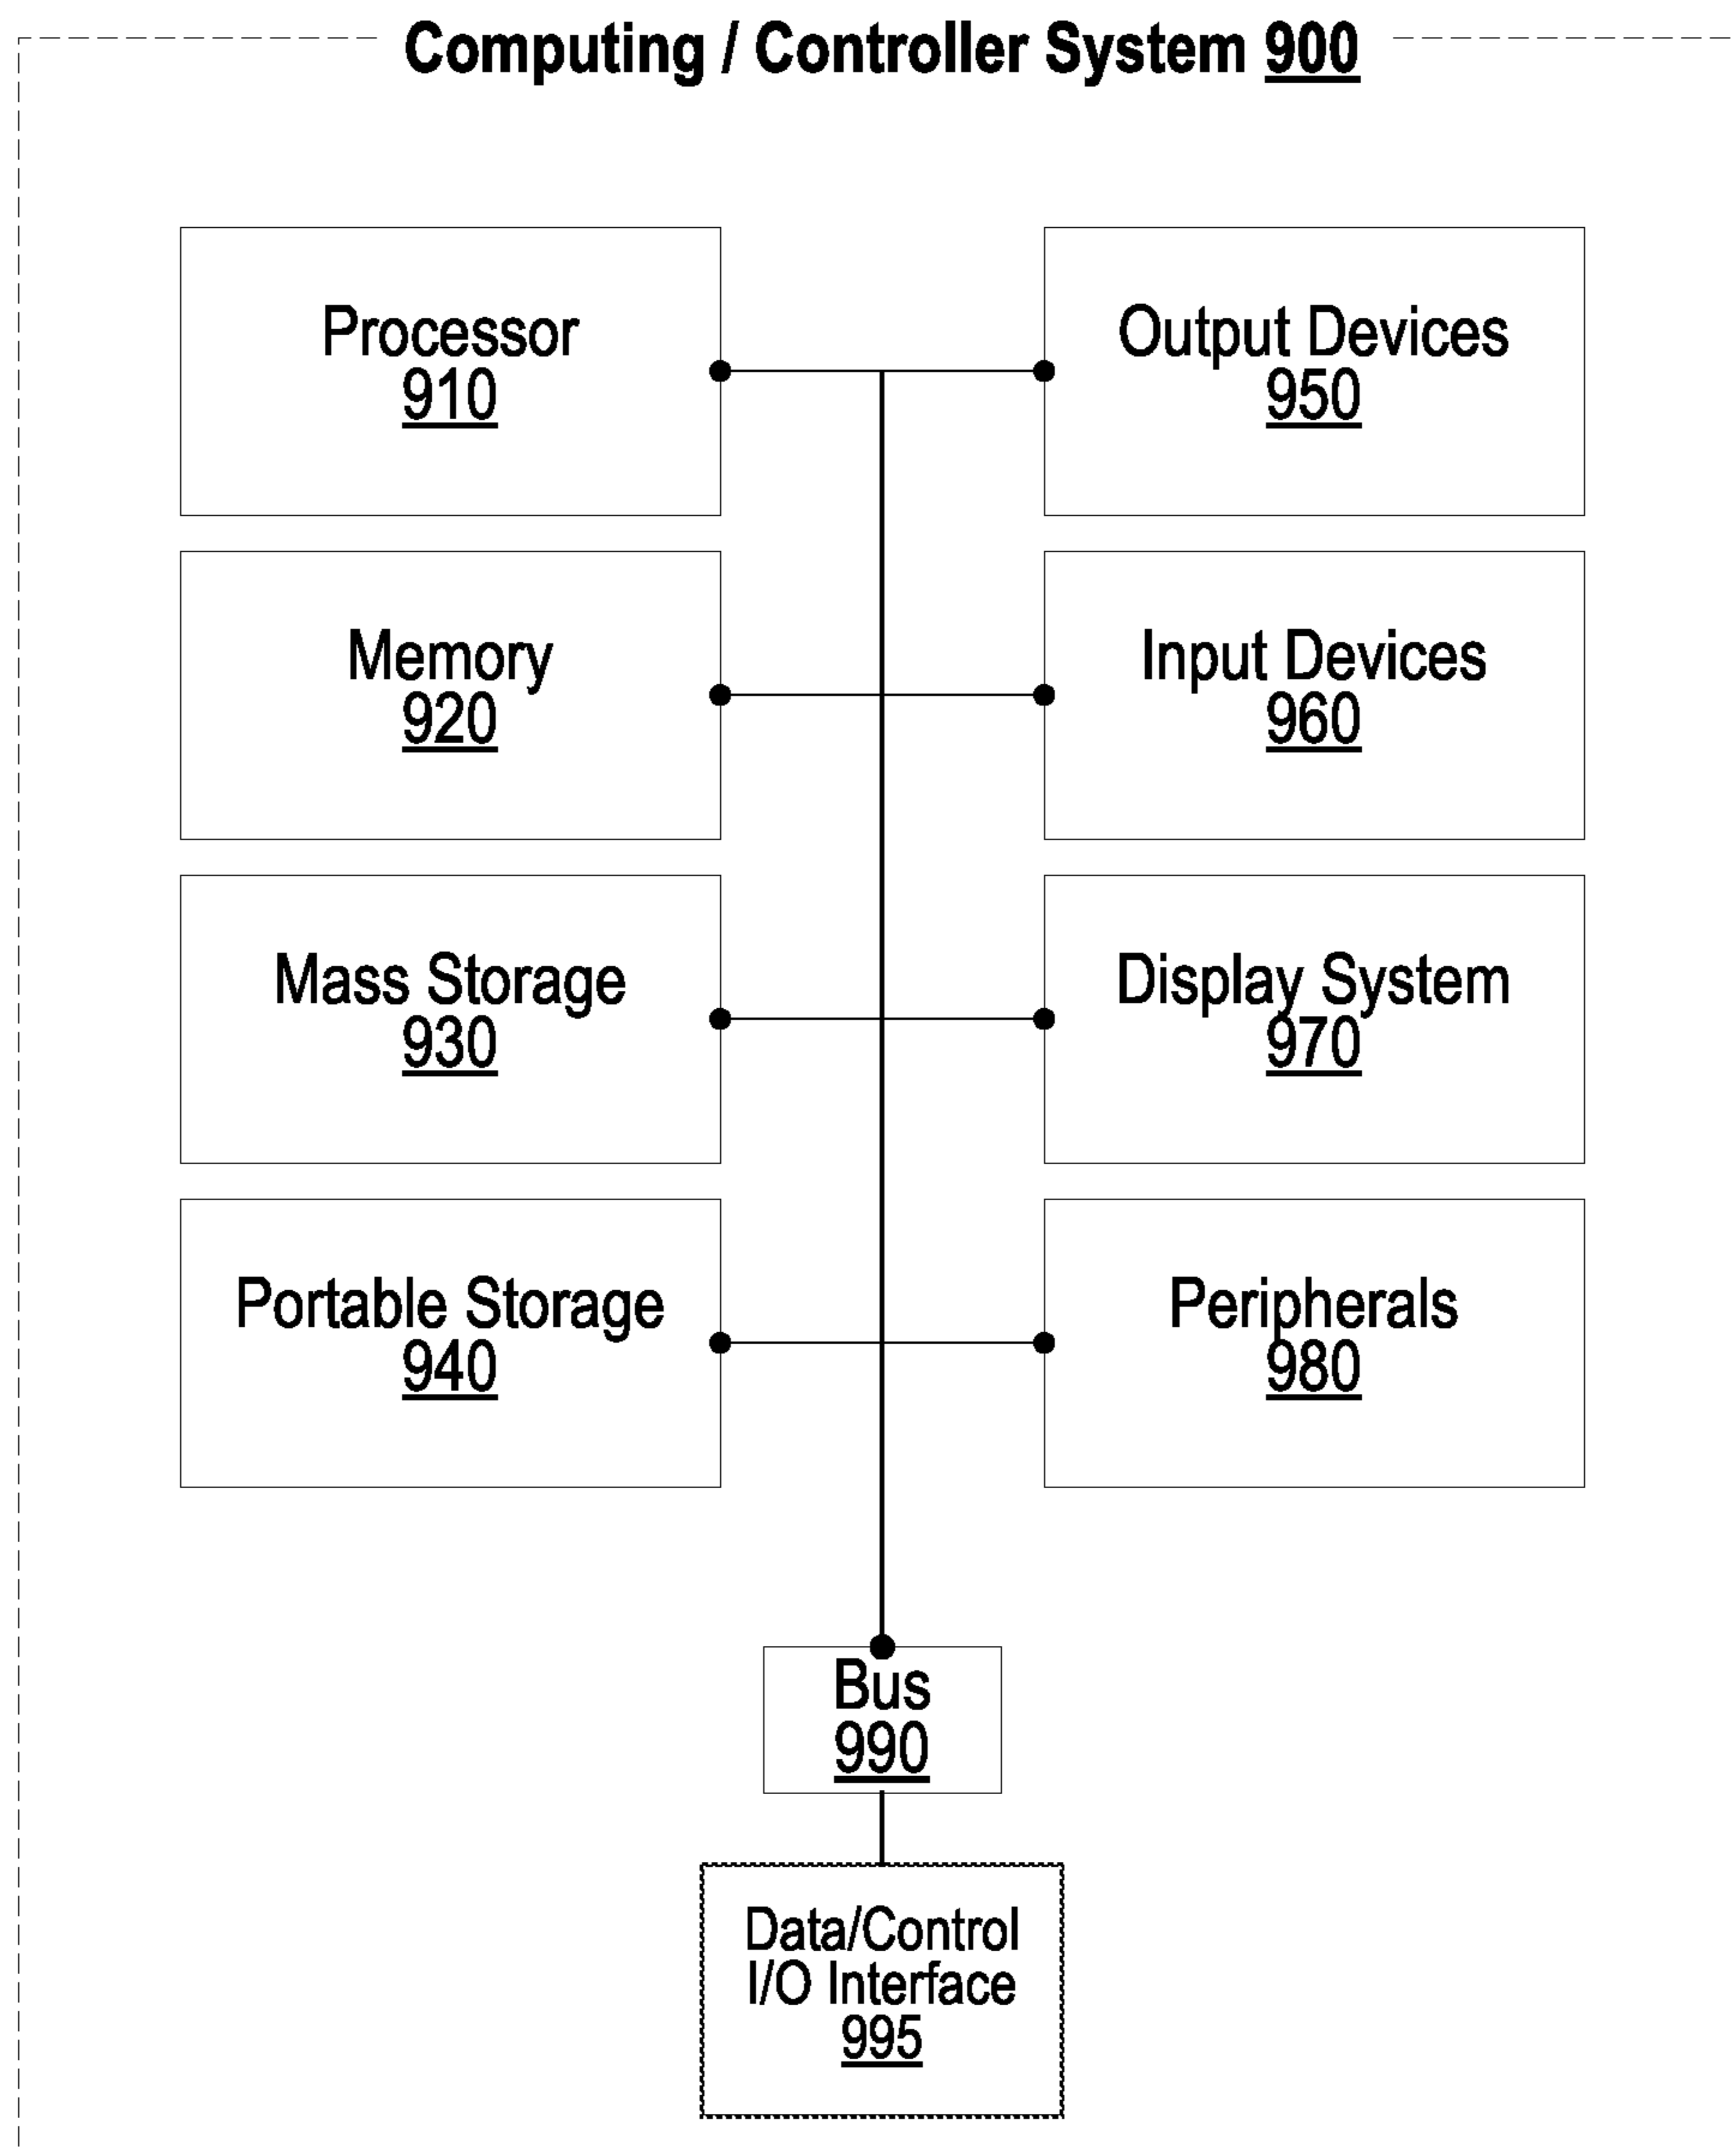 Computing / Controller System 900
Processor
910
Output Devices
950
Memory
920
Input Devices
960
Mass Storage
930
Display System
970
Portable Storage
940
Peripherals
980
Bus
990
Data/Control
I/O Interface
995